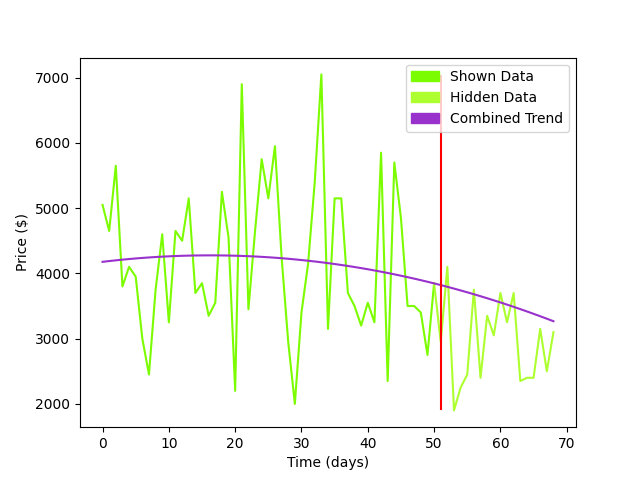 Shown Data
Hidden Data
Combined Trend
Price ($)
7000
6000
5000
4000
3000
2000
0 10 20 30 40 50 60 70
Time (days)